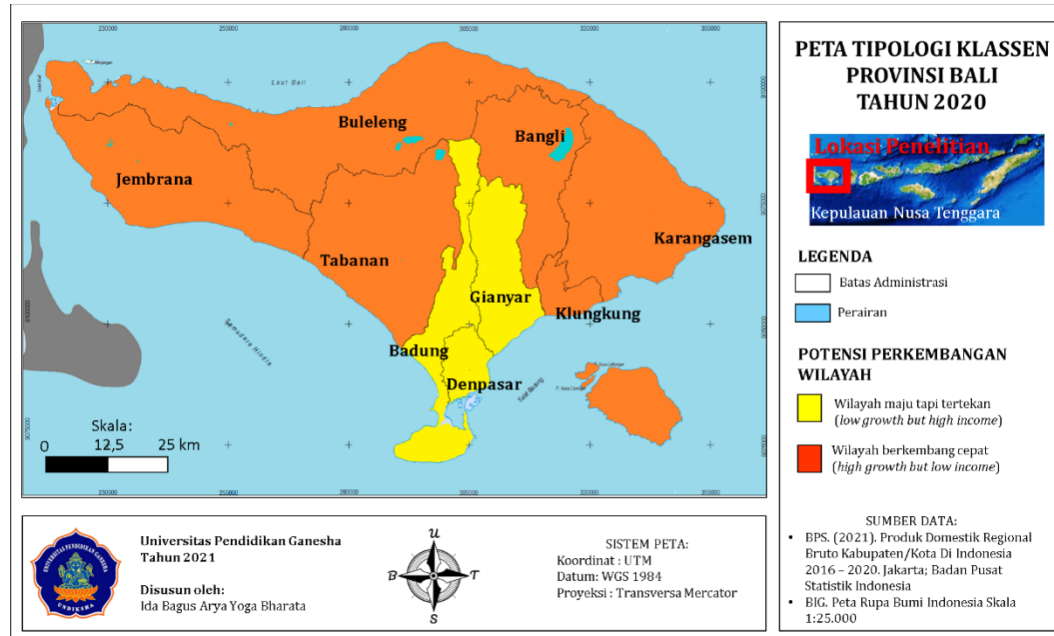 PETA TIPOLOGI KLASSEN
PROVINSI BALI
TAHUN 2020
Lokasi Penelitian
Kepulauan Nusa Tenggara
LEGENDA
Batas Administrasi
Perairan
POTENSI PERKEMBANGAN
WILAYAH
Wilayah maju tapi tertekan
(low growth but high income)
Wilayah berkembang cepat
(high growth but low income)
SUMBER DATA:
• BPS. (2021). Produk Domestik Regional
Bruto Kabupaten/Kota Di Indonesia
2016 – 2020. Jakarta; Badan Pusat
Statistik Indonesia
• BIG. Peta Rupa Bumi Indonesia Skala
1:25.000
Laut Bali
Buleleng
Bangli
Jembrana
Karangasem
Tabanan
Gianyar
Klungkung
Samudera Hindia
Badung
Denpasar
Selat Badung
Skala:
0 12,5 25 km
Universitas Pendidikan Ganesha
Tahun 2021
Disusun oleh:
Ida Bagus Arya Yoga Bharata
UNIVERSITAS PENDIDIKAN GANESHA
UNDIKSHA
U
B T
S
SISTEM PETA:
Koordinat : UTM
Datum: WGS 1984
Proyeksi : Transversa Mercator